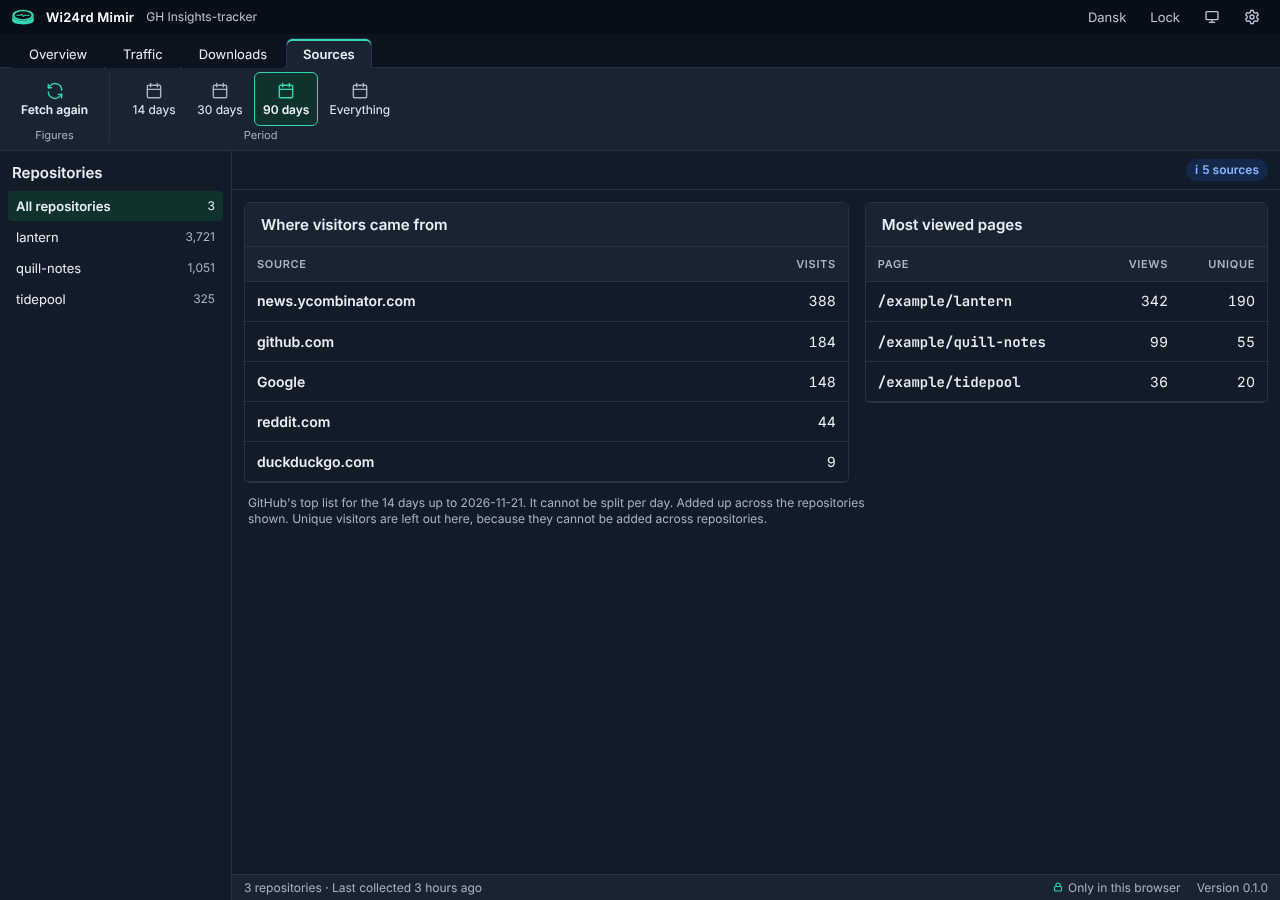 Wi24rd Mimir GH Insights-tracker Dansk Lock
Overview Traffic Downloads Sources
Fetch again 14 days 30 days 90 days Everything
Figures Period
Repositories
i 5 sources
All repositories 3
lantern 3,721
quill-notes 1,051
tidepool 325
Where visitors came from
SOURCE VISITS
news.ycombinator.com 388
github.com 184
Google 148
reddit.com 44
duckduckgo.com 9
GitHub's top list for the 14 days up to 2026-11-21. It cannot be split per day. Added up across the repositories
shown. Unique visitors are left out here, because they cannot be added across repositories.
Most viewed pages
PAGE VIEWS UNIQUE
/example/lantern 342 190
/example/quill-notes 99 55
/example/tidepool 36 20
3 repositories · Last collected 3 hours ago Only in this browser Version 0.1.0